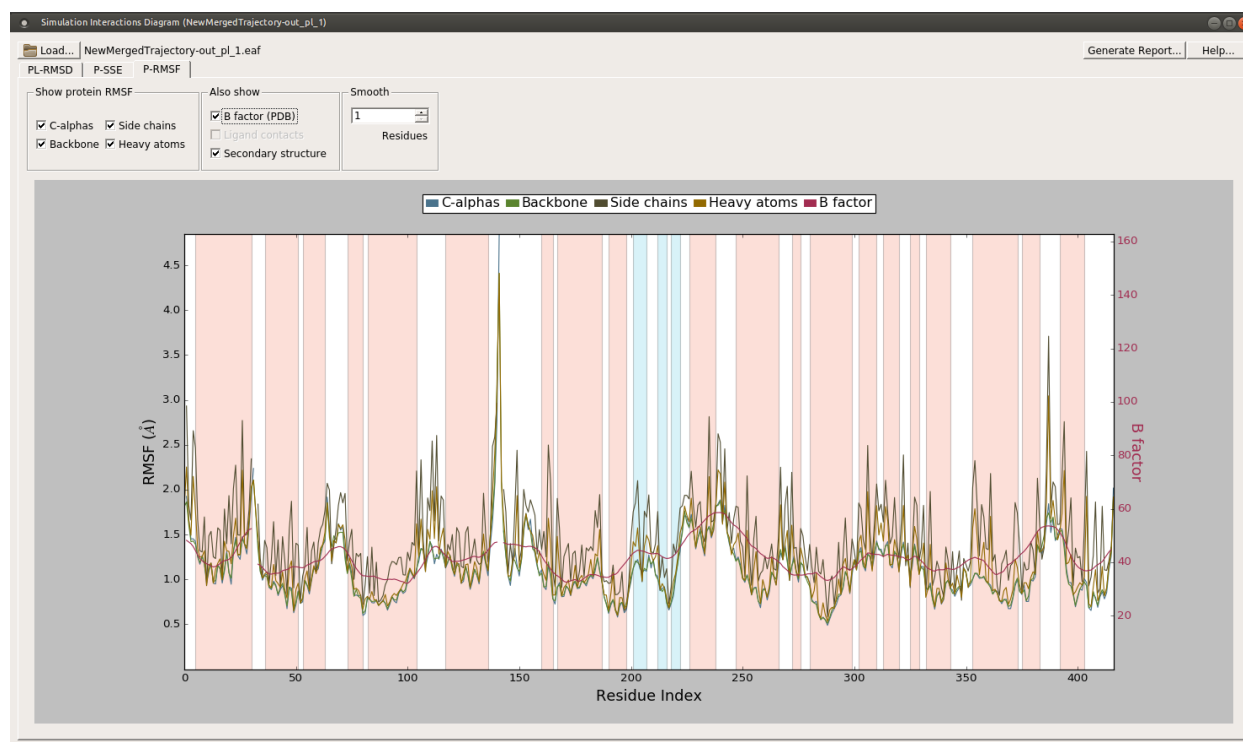 Simulation Interactions Diagram (NewMergedTrajectory-out_pl_1)
Load... NewMergedTrajectory-out_pl_1.eaf Generate Report... Help...
PL-RMSD P-SSE P-RMSF
Show protein RMSF Also show Smooth
B factor (PDB) 1
C-alphas Side chains Ligand contacts Residues
Backbone Heavy atoms Secondary structure
C-alphas Backbone Side chains Heavy atoms B factor
RMSF (Å)
4.5
4.0
3.5
3.0
2.5
2.0
1.5
1.0
0.5
160
140
120
100
80
60
40
20
B factor
0 50 100 150 200 250 300 350 400
Residue Index